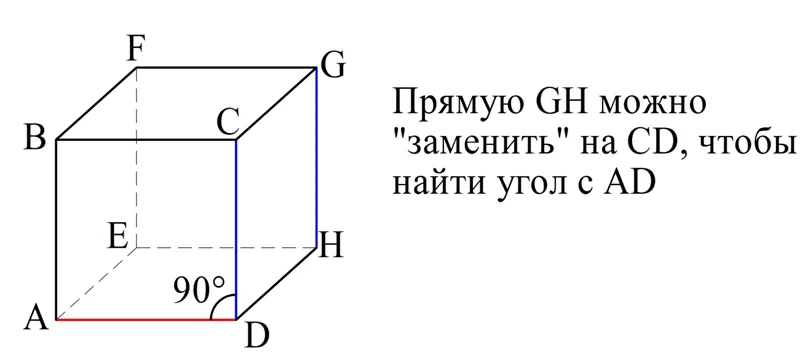 F
G
B
C
E
H
90°
A
D
Прямую GH можно
"заменить" на CD, чтобы
найти угол с AD